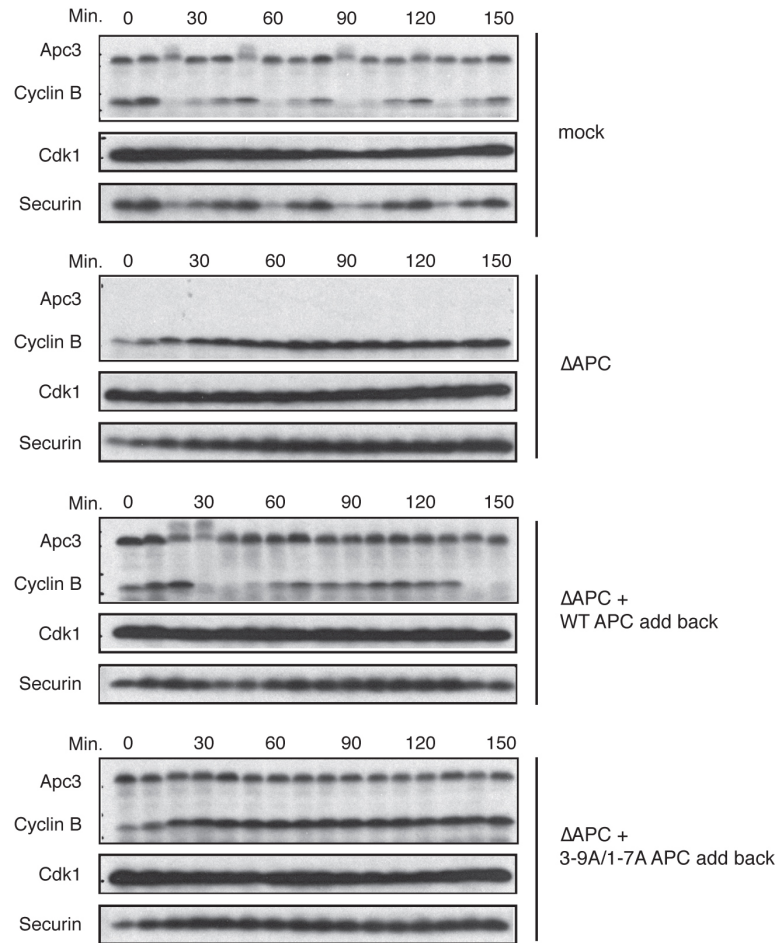 Min. 0 30 60 90 120 150
Apc3
Cyclin B
Cdk1
Securin
mock
Min. 0 30 60 90 120 150
Apc3
Cyclin B
Cdk1
Securin
ΔAPC
Min. 0 30 60 90 120 150
Apc3
Cyclin B
Cdk1
Securin
ΔAPC +
WT APC add back
Min. 0 30 60 90 120 150
Apc3
Cyclin B
Cdk1
Securin
ΔAPC +
3-9A/1-7A APC add back